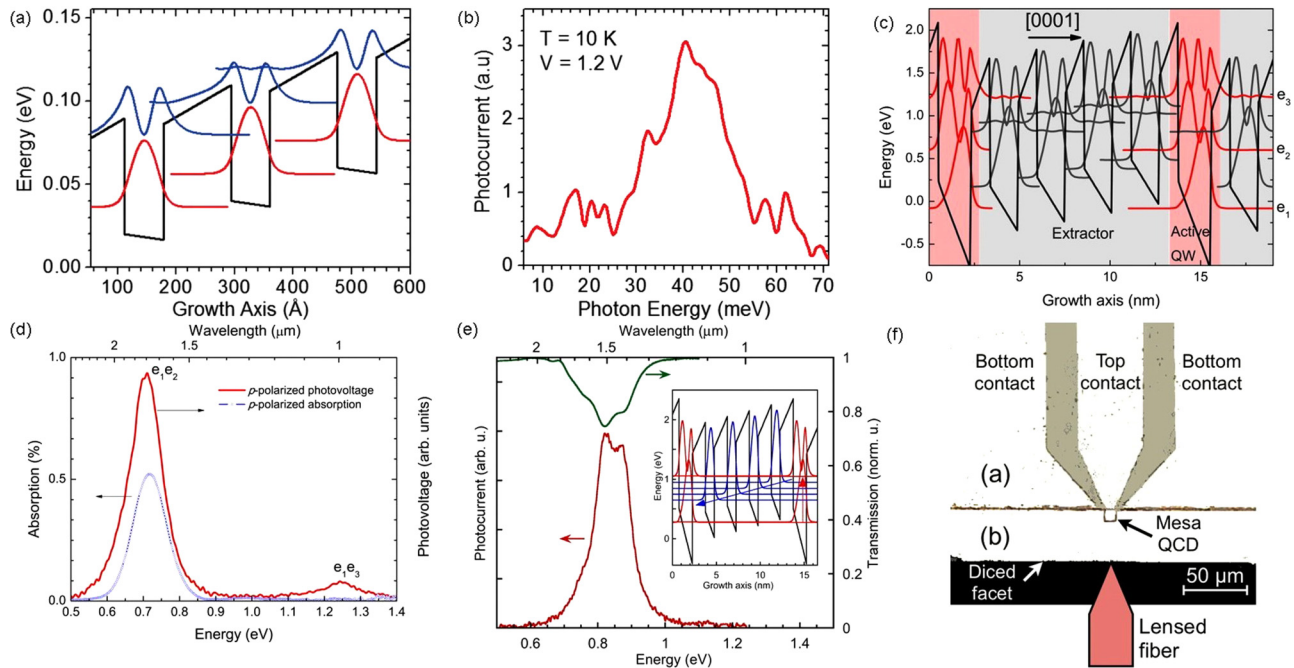 (a)
0.15
0.10
0.05
0.00
Energy (eV)
100 200 300 400 500 600
Growth Axis (Å)
(b)
T = 10 K
V = 1.2 V
3
2
1
0
Photocurrent (a.u)
10 20 30 40 50 60 70
Photon Energy (meV)
(c)
[0001]
2.0
1.5
1.0
0.5
0.0
-0.5
Energy (eV)
e3
e2
e1
Extractor
Active
QW
0 5 10 15
Growth axis (nm)
(d)
Wavelength (μm)
2 1.5 1
1.0
0.5
0.0
Absorption (%)
e1e2
p-polarized photovoltage
p-polarized absorption
e1e3
Photovoltage (arb. units)
0.5 0.6 0.7 0.8 0.9 1.0 1.1 1.2 1.3 1.4
Energy (eV)
(e)
Wavelength (μm)
2 1.5 1
Photocurrent (arb. u.)
1
0.8
0.6
0.4
0.2
0
Transmission (norm. u.)
2
1
0
Energy (eV)
0 5 10 15
Growth axis (nm)
0.6 0.8 1 1.2 1.4
Energy (eV)
(f)
Bottom
contact
Top
contact
Bottom
contact
(a)
Mesa
QCD
(b)
Diced
facet
50 μm
Lensed
fiber